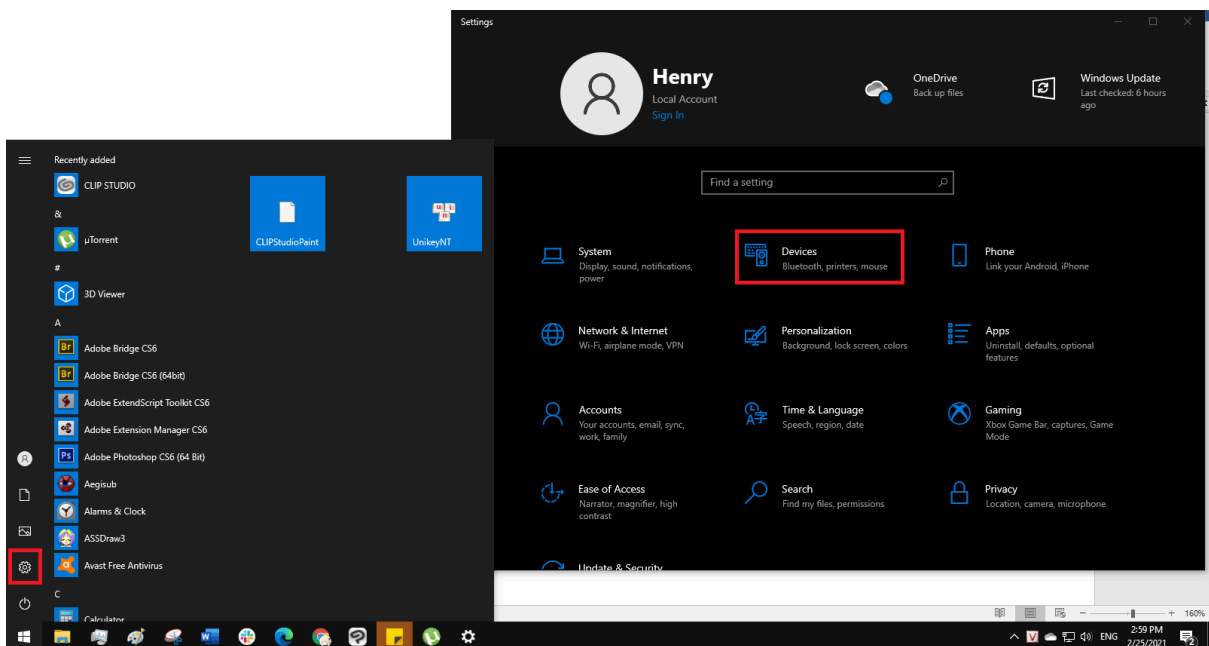 Settings
Henry
Local Account
Sign In
OneDrive
Back up files
Windows Update
Last checked: 6 hours
ago
Find a setting
System
Display, sound, notifications,
power
Devices
Bluetooth, printers, mouse
Phone
Link your Android, iPhone
Network & Internet
Wi-Fi, airplane mode, VPN
Personalization
Background, lock screen, colors
Apps
Uninstall, defaults, optional
features
Accounts
Your accounts, email, sync,
work, family
Time & Language
Speech, region, date
Gaming
Xbox Game Bar, captures, Game
Mode
Ease of Access
Narrator, magnifier, high
contrast
Search
Find my files, permissions
Privacy
Location, camera, microphone
Update & Security
Recently added
CLIP STUDIO
&
µTorrent
#
3D Viewer
A
Br
Adobe Bridge CS6
Br
Adobe Bridge CS6 (64bit)
Adobe ExtendScript Toolkit CS6
Adobe Extension Manager CS6
Ps
Adobe Photoshop CS6 (64 Bit)
Aegisub
Alarms & Clock
ASSDraw3
Avast Free Antivirus
C
Calculator
CLIPStudioPaint
UnikeyNT
160%
ENG
2:59 PM
2/25/2021